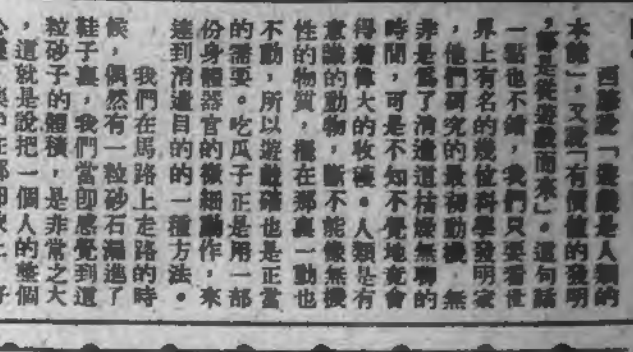 西諺說「遊戲是人類的
本能」，又說「有價值的發明
，都是從遊戲而來」。這句話
一點也不錯，我們只要看世
界上有名的幾位科學發明家
，他們研究的最初動機，無
非是爲了消遣這枯燥無聊的
時間，可是不知不覺地竟會
得着偉大的收穫。人類是有
意識的動物，斷不能像無機
性的物質，擺在那裏一動也
不動，所以遊戲確也是正當
的需要。吃瓜子正是用一部
份身體器官的微細動作，來
達到消遣目的的一種方法。
我們在馬路上走路的時
候，偶然有一粒砂石漏進了
鞋子裏，我們當卽感覺到這
粒砂子的體積，是非常之大
，這就是說把一個人的整個